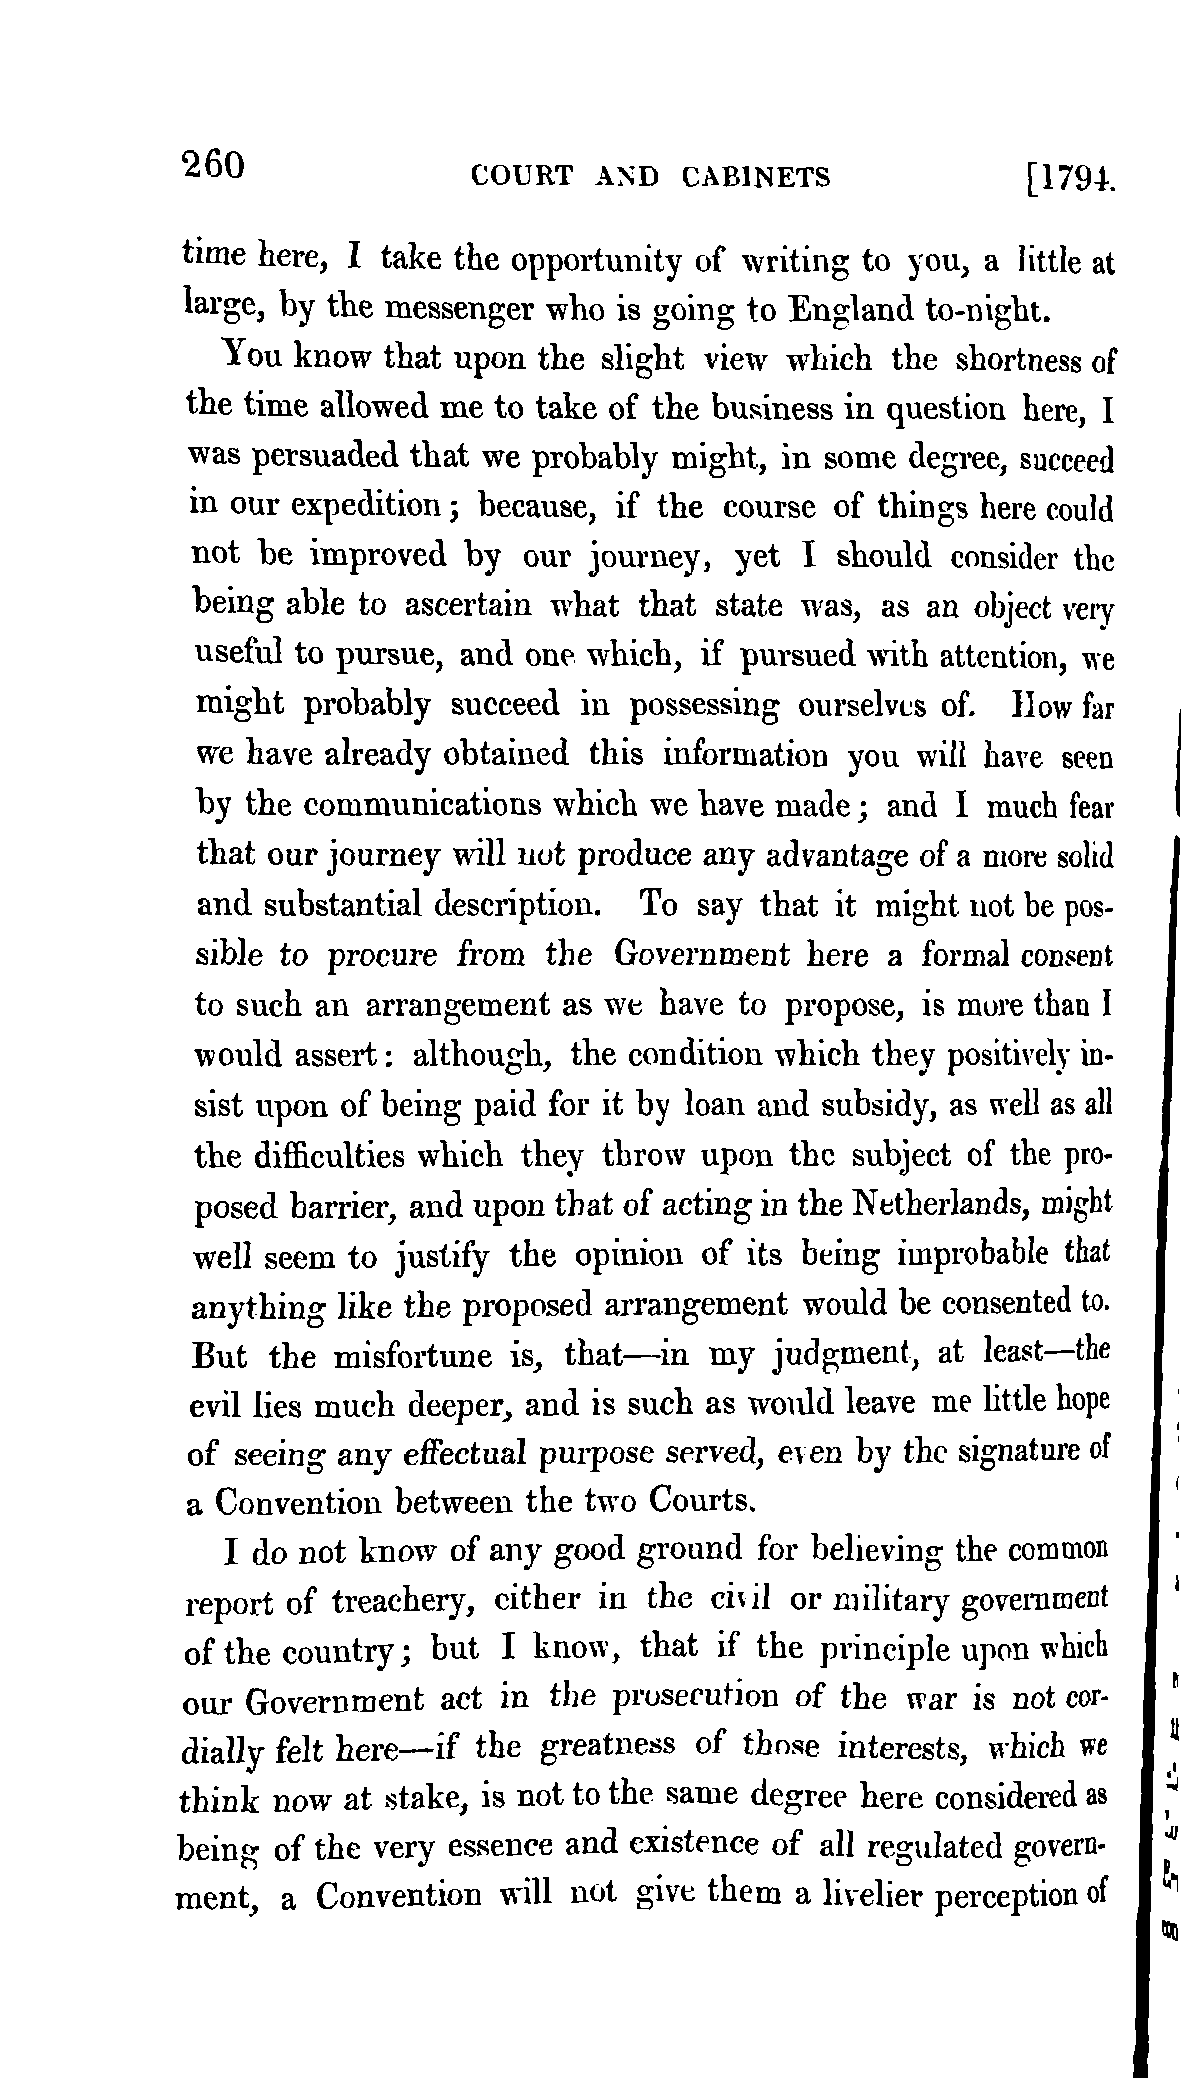 260 COURT AND CABINETS [1794.
time here, I take the opportunity of writing to you, a little at
large, by the messenger who is going to England to-night.
You know that upon the slight view which the shortness of
the time allowed me to take of the business in question here, I
was persuaded that we probably might, in some degree, succeed
in our expedition; because, if the course of things here could
not be improved by our journey, yet I should consider the
being able to ascertain what that state was, as an object very
useful to pursue, and one which, if pursued with attention, we
might probably succeed in possessing ourselves of. How far
we have already obtained this information you will have seen
by the communications which we have made; and I much fear
that our journey will not produce any advantage of a more solid
and substantial description. To say that it might not be pos-
sible to procure from the Government here a formal consent
to such an arrangement as we have to propose, is more than I
would assert: although, the condition which they positively in-
sist upon of being paid for it by loan and subsidy, as well as all
the difficulties which they throw upon the subject of the pro-
posed barrier, and upon that of acting in the Netherlands, might
well seem to justify the opinion of its being improbable that
anything like the proposed arrangement would be consented to.
But the misfortune is, that—in my judgment, at least—the
evil lies much deeper, and is such as would leave me little hope
of seeing any effectual purpose served, even by the signature of
a Convention between the two Courts.
I do not know of any good ground for believing the common
report of treachery, either in the civil or military government
of the country; but I know, that if the principle upon which
our Government act in the prosecution of the war is not cor-
dially felt here—if the greatness of those interests, which we
think now at stake, is not to the same degree here considered as
being of the very essence and existence of all regulated govern-
ment, a Convention will not give them a livelier perception of